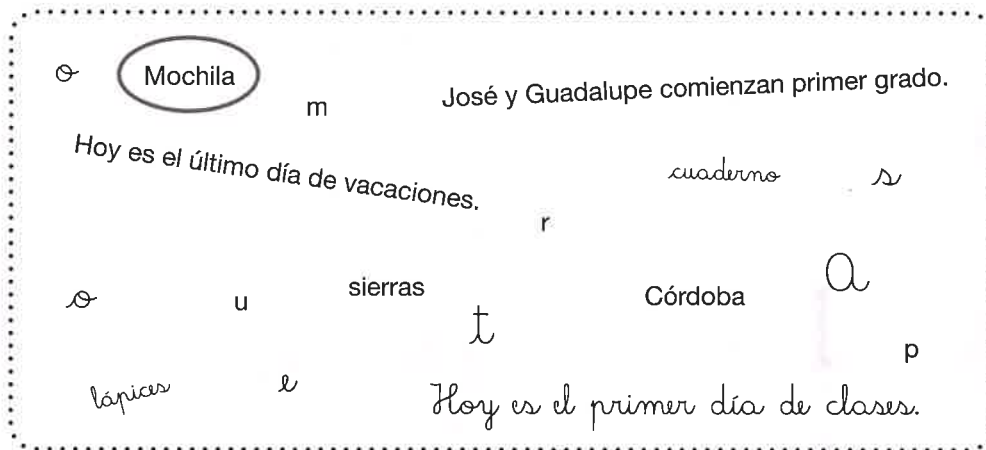 o
Mochila
m
José y Guadalupe comienzan primer grado.
Hoy es el último día de vacaciones.
cuaderno
s
r
o
u
sierras
t
Córdoba
a
p
lápices
e
Hoy es el primer día de clases.